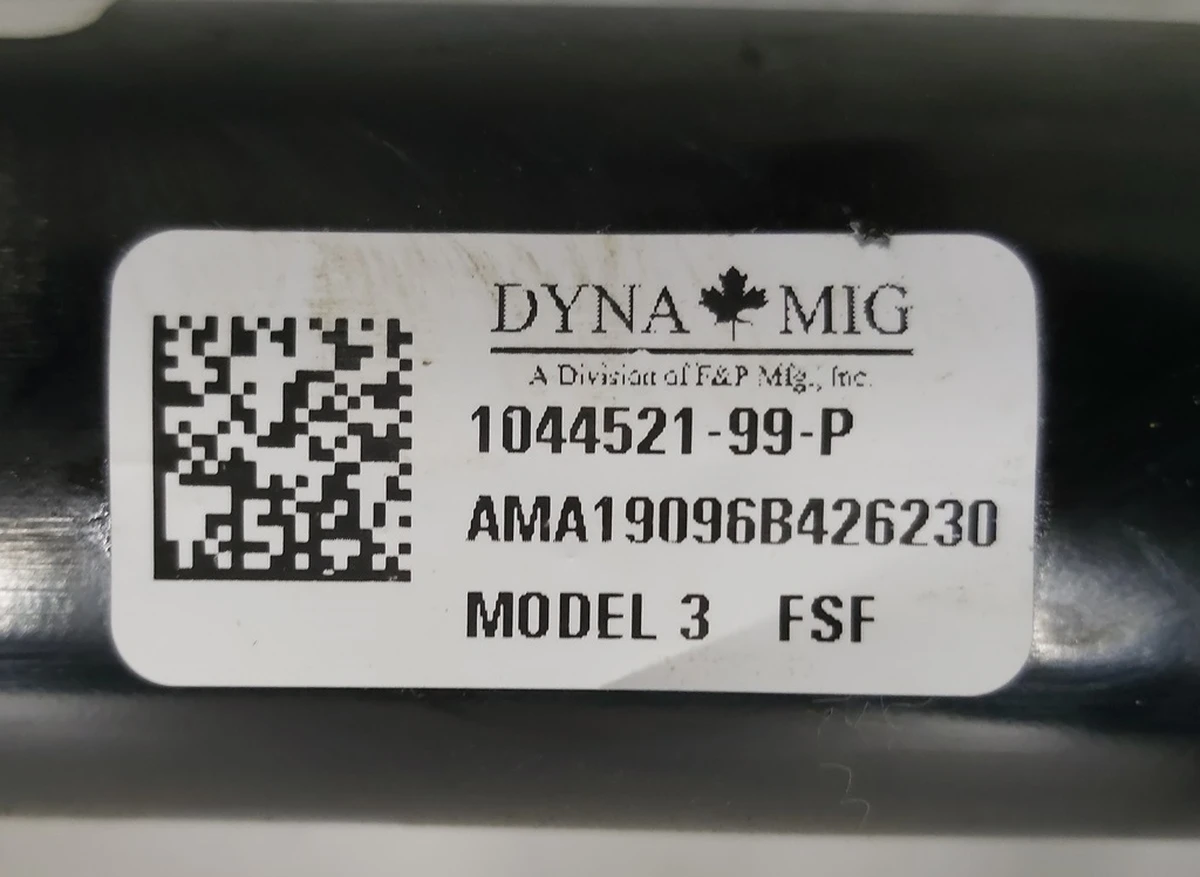 DYNA MIG
A Division of F&P Mfg., Inc.
1044521-99-P
AMA19096B426230
MODEL 3 FSF